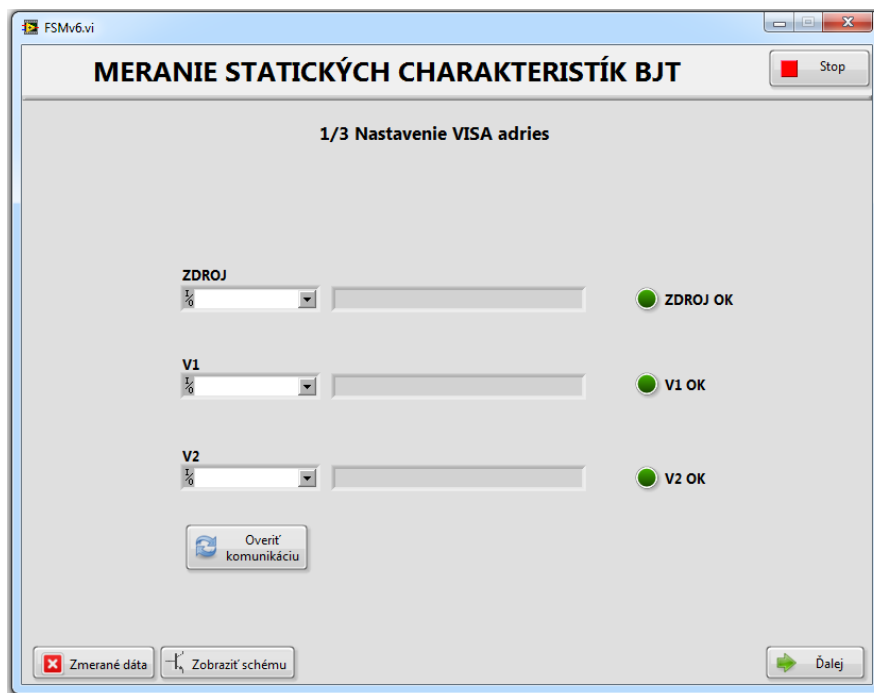 FSMv6.vi
MERANIE STATICKÝCH CHARAKTERISTÍK BJT
Stop
1/3 Nastavenie VISA adries
ZDROJ
I/O
ZDROJ OK
V1
I/O
V1 OK
V2
I/O
V2 OK
Overiť
komunikáciu
Zmerané dáta
Zobraziť schému
Ďalej